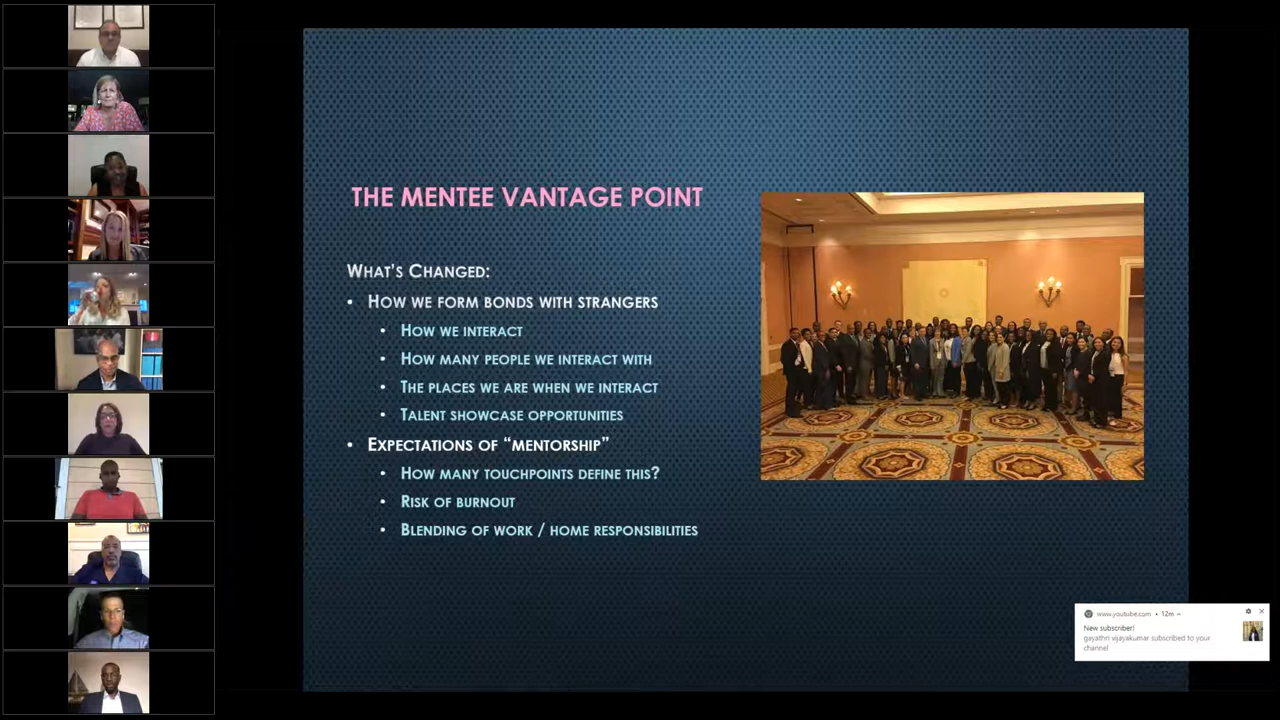 THE MENTEE VANTAGE POINT
WHAT'S CHANGED:
• HOW WE FORM BONDS WITH STRANGERS
• HOW WE INTERACT
• HOW MANY PEOPLE WE INTERACT WITH
• THE PLACES WE ARE WHEN WE INTERACT
• TALENT SHOWCASE OPPORTUNITIES
• EXPECTATIONS OF “MENTORSHIP”
• HOW MANY TOUCHPOINTS DEFINE THIS?
• RISK OF BURNOUT
• BLENDING OF WORK / HOME RESPONSIBILITIES
www.youtube.com • 12m
New subscriber!
gayathri vijayakumar subscribed to your
channel